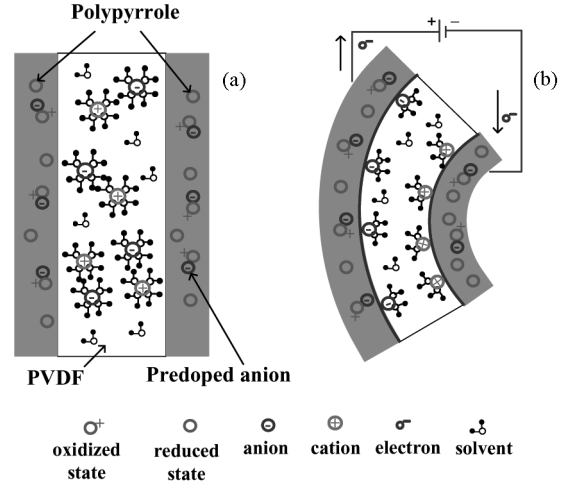 Polypyrrole
(a)
+ −
(b)
PVDF
Predoped anion
oxidized state
reduced state
anion
cation
electron
solvent